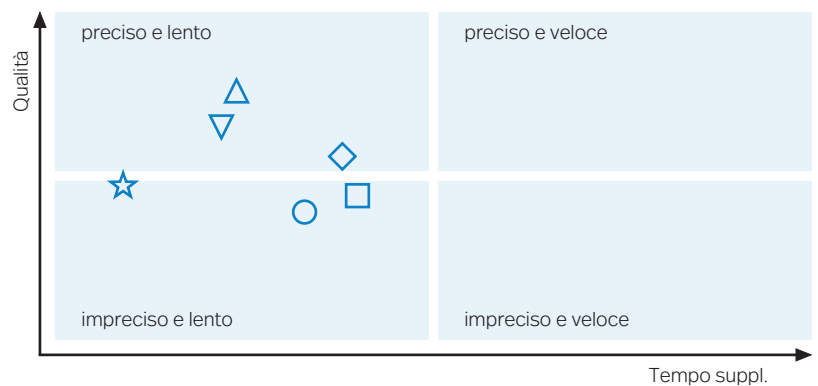 Qualità
preciso e lento
preciso e veloce
impreciso e lento
impreciso e veloce
Tempo suppl.